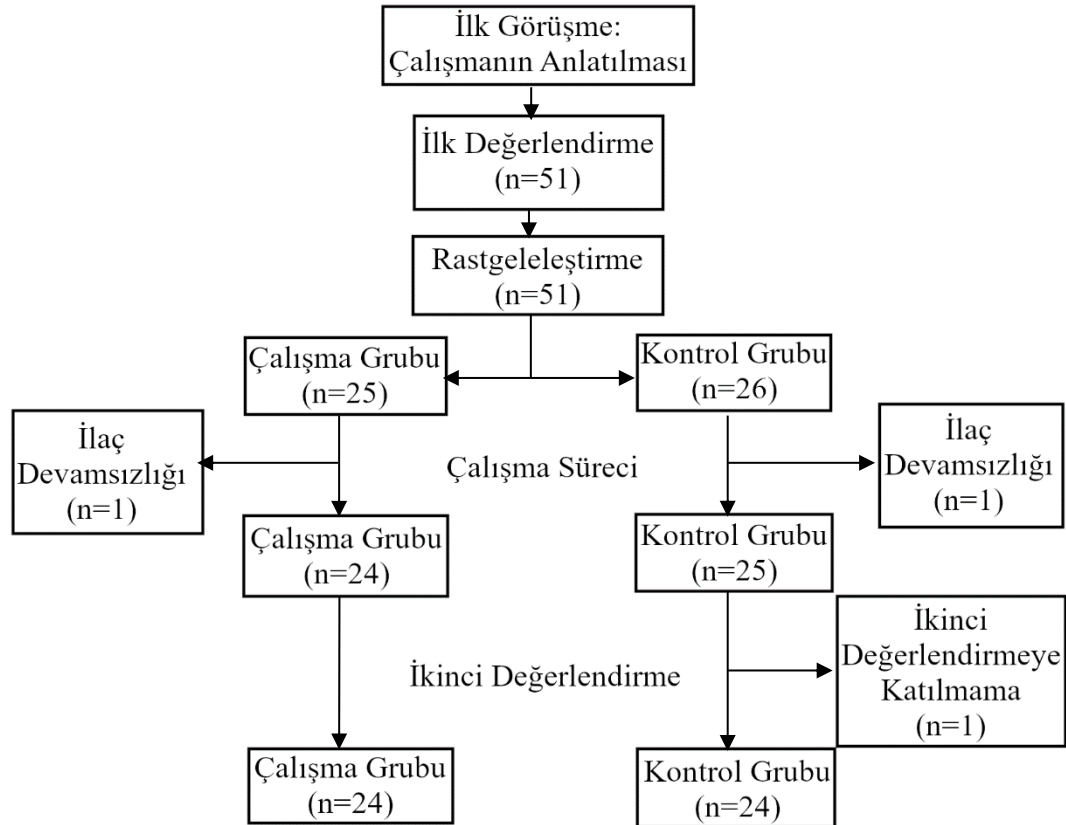 İlk Görüşme:
Çalışmanın Anlatılması
İlk Değerlendirme
(n=51)
Rastgeleleştirme
(n=51)
Çalışma Grubu
(n=25)
Kontrol Grubu
(n=26)
İlaç
Devamsızlığı
(n=1)
Çalışma Süreci
İlaç
Devamsızlığı
(n=1)
Çalışma Grubu
(n=24)
Kontrol Grubu
(n=25)
İkinci Değerlendirme
İkinci
Değerlendirmeye
Katılmama
(n=1)
Çalışma Grubu
(n=24)
Kontrol Grubu
(n=24)